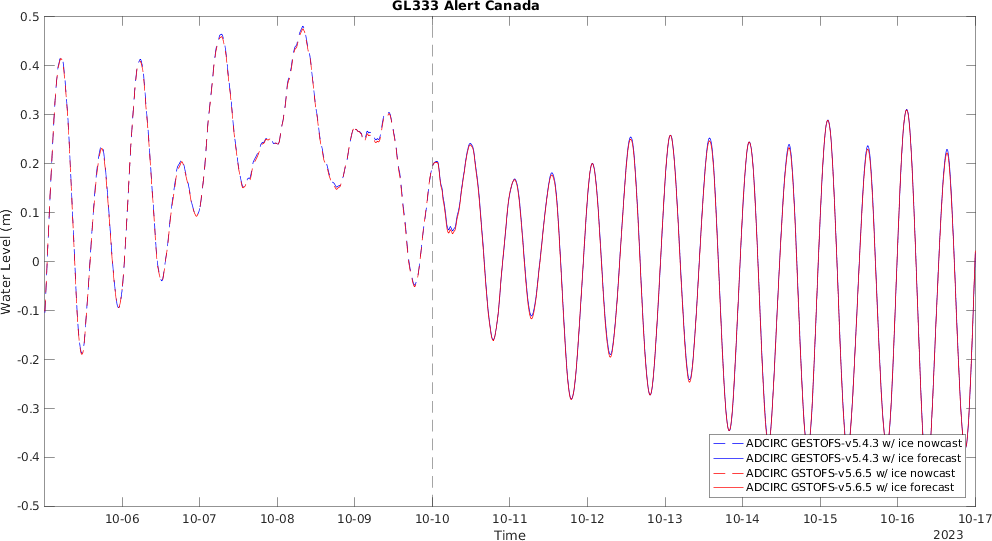 GL333 Alert Canada
0.5
0.4
0.3
0.2
0.1
0
-0.1
-0.2
-0.3
-0.4
-0.5
Water Level (m)
ADCIRC GESTOFS-v5.4.3 w/ ice nowcast
ADCIRC GESTOFS-v5.4.3 w/ ice forecast
ADCIRC GSTOFS-v5.6.5 w/ ice nowcast
ADCIRC GSTOFS-v5.6.5 w/ ice forecast
10-06 10-07 10-08 10-09 10-10 10-11 10-12 10-13 10-14 10-15 10-16 10-17
Time
2023